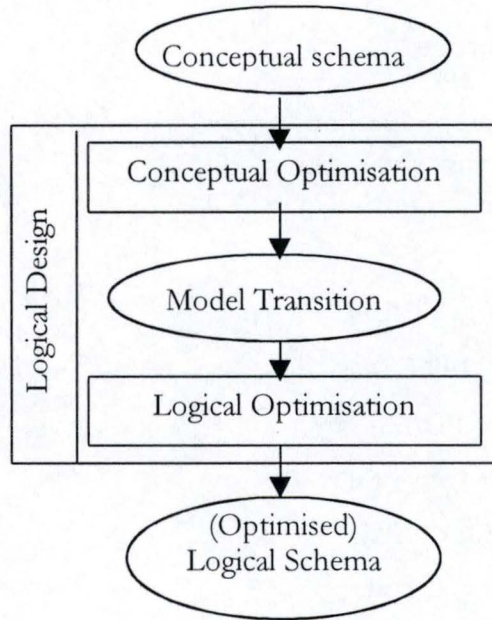 Conceptual schema
Conceptual Optimisation
Logical Design
Model Transition
Logical Optimisation
(Optimised)
Logical Schema